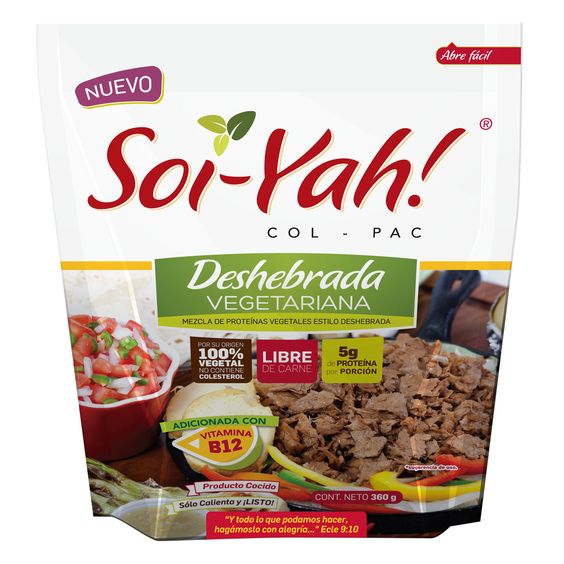 Abre fácil
NUEVO
Soi-Yah!
®
COL - PAC
Deshebrada
VEGETARIANA
MEZCLA DE PROTEÍNAS VEGETALES ESTILO DESHEBRADA
POR SU ORIGEN
100%
VEGETAL
NO CONTIENE
COLESTEROL
LIBRE
DE CARNE
5g
de PROTEÍNA
por PORCIÓN
ADICIONADA CON
VITAMINA
B12
*sugerencia de uso.
Producto Cocido
Sólo Calienta y ¡LISTO!
CONT. NETO 360 g
"Y todo lo que podamos hacer,
hagámoslo con alegría..." Ecle 9:10